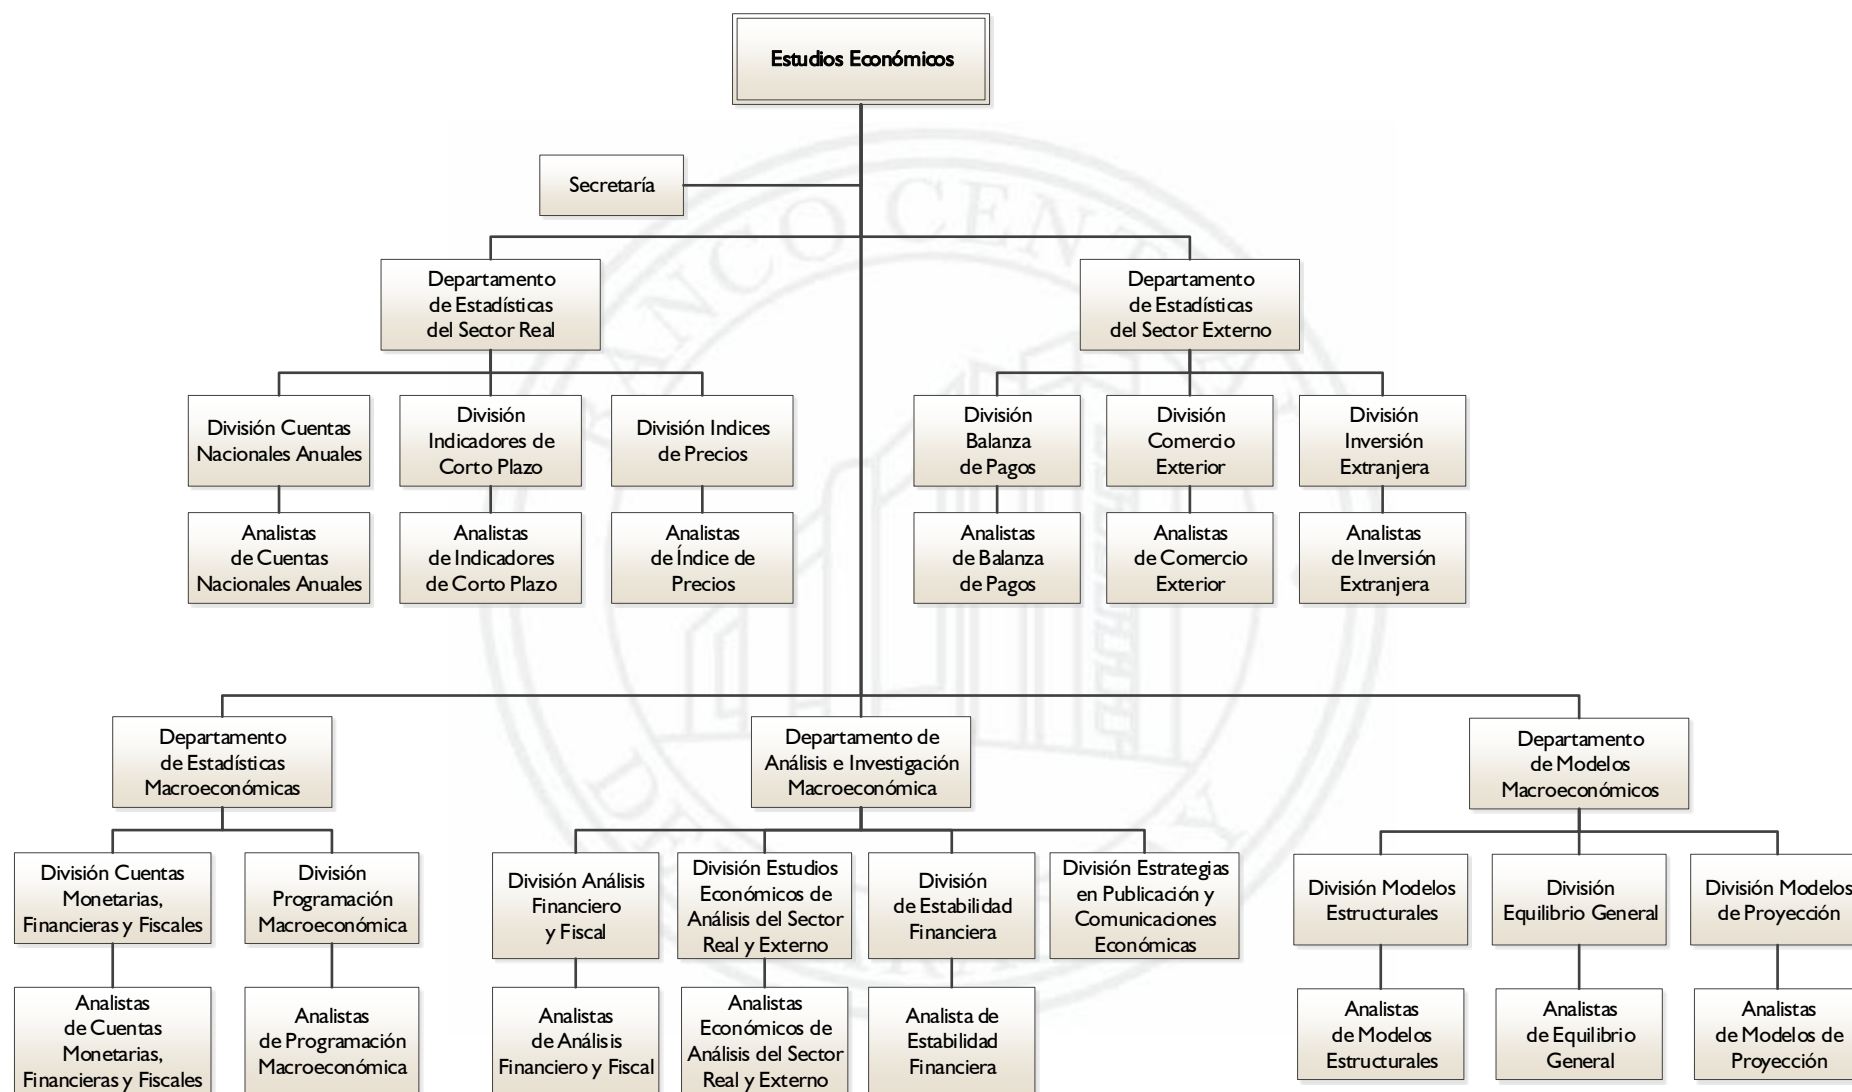 Estudios Económicos
Secretaría
Departamento
de Estadísticas
del Sector Real
Departamento
de Estadísticas
del Sector Externo
División Cuentas
Nacionales Anuales
División
Indicadores de
Corto Plazo
División Indices
de Precios
División
Balanza
de Pagos
División
Comercio
Exterior
División
Inversión
Extranjera
Analistas
de Cuentas
Nacionales Anuales
Analistas
de Indicadores
de Corto Plazo
Analistas
de Índice de
Precios
Analistas
de Balanza
de Pagos
Analistas
de Comercio
Exterior
Analistas
de Inversión
Extranjera
Departamento
de Estadísticas
Macroeconómicas
Departamento de
Análisis e Investigación
Macroeconómica
Departamento
de Modelos
Macroeconómicos
División Cuentas
Monetarias,
Financieras y Fiscales
División
Programación
Macroeconómica
División Análisis
Financiero
y Fiscal
División Estudios
Económicos de
Análisis del Sector
Real y Externo
División
de Estabilidad
Financiera
División Estrategias
en Publicación y
Comunicaciones
Económicas
División Modelos
Estructurales
División
Equilibrio General
División Modelos
de Proyección
Analistas
de Cuentas
Monetarias,
Financieras y Fiscales
Analistas
de Programación
Macroeconómica
Analistas
de Análisis
Financiero y Fiscal
Analistas
Económicos de
Análisis del Sector
Real y Externo
Analista de
Estabilidad
Financiera
Analistas
de Modelos
Estructurales
Analistas
de Equilibrio
General
Analistas
de Modelos de
Proyección
BANCO CENTRAL